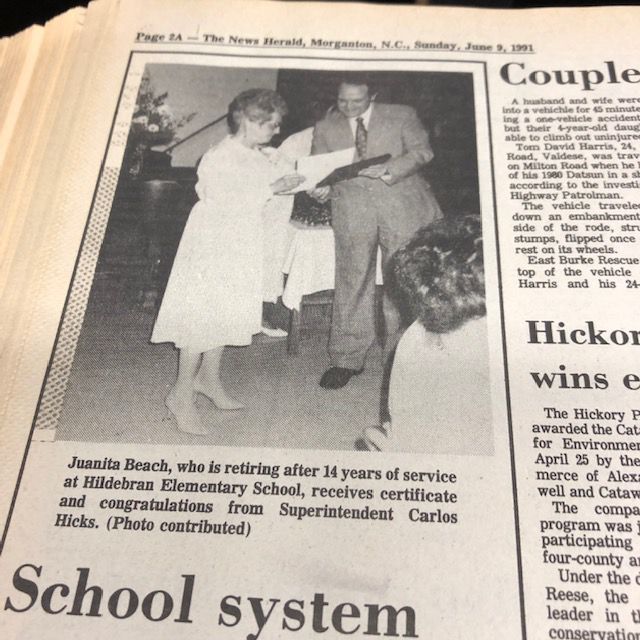 Page 2A — The News Herald, Morganton, N.C., Sunday, June 9, 1991
Juanita Beach, who is retiring after 14 years of service
at Hildebran Elementary School, receives certificate
and congratulations from Superintendent Carlos
Hicks. (Photo contributed)
School system
Couple
A husband and wife were
into a vehichle for 45 minute
ing a one-vehicle accident
but their 4-year-old daug
able to climb out uninjured
Tom David Harris, 24,
Road, Valdese, was trav
on Milton Road when he
of his 1980 Datsun in a sh
according to the investi
Highway Patrolman.
The vehicle traveled
down an embankment
side of the rode, stru
stumps, flipped once
rest on its wheels.
East Burke Rescue
top of the vehicle
Harris and his 24-
Hickor
wins e
The Hickory P
awarded the Cata
for Environmen
April 25 by the
merce of Alexa
well and Cataw
The compa
program was j
participating
four-county a
Under the d
Reese, the
leader in th
conservation